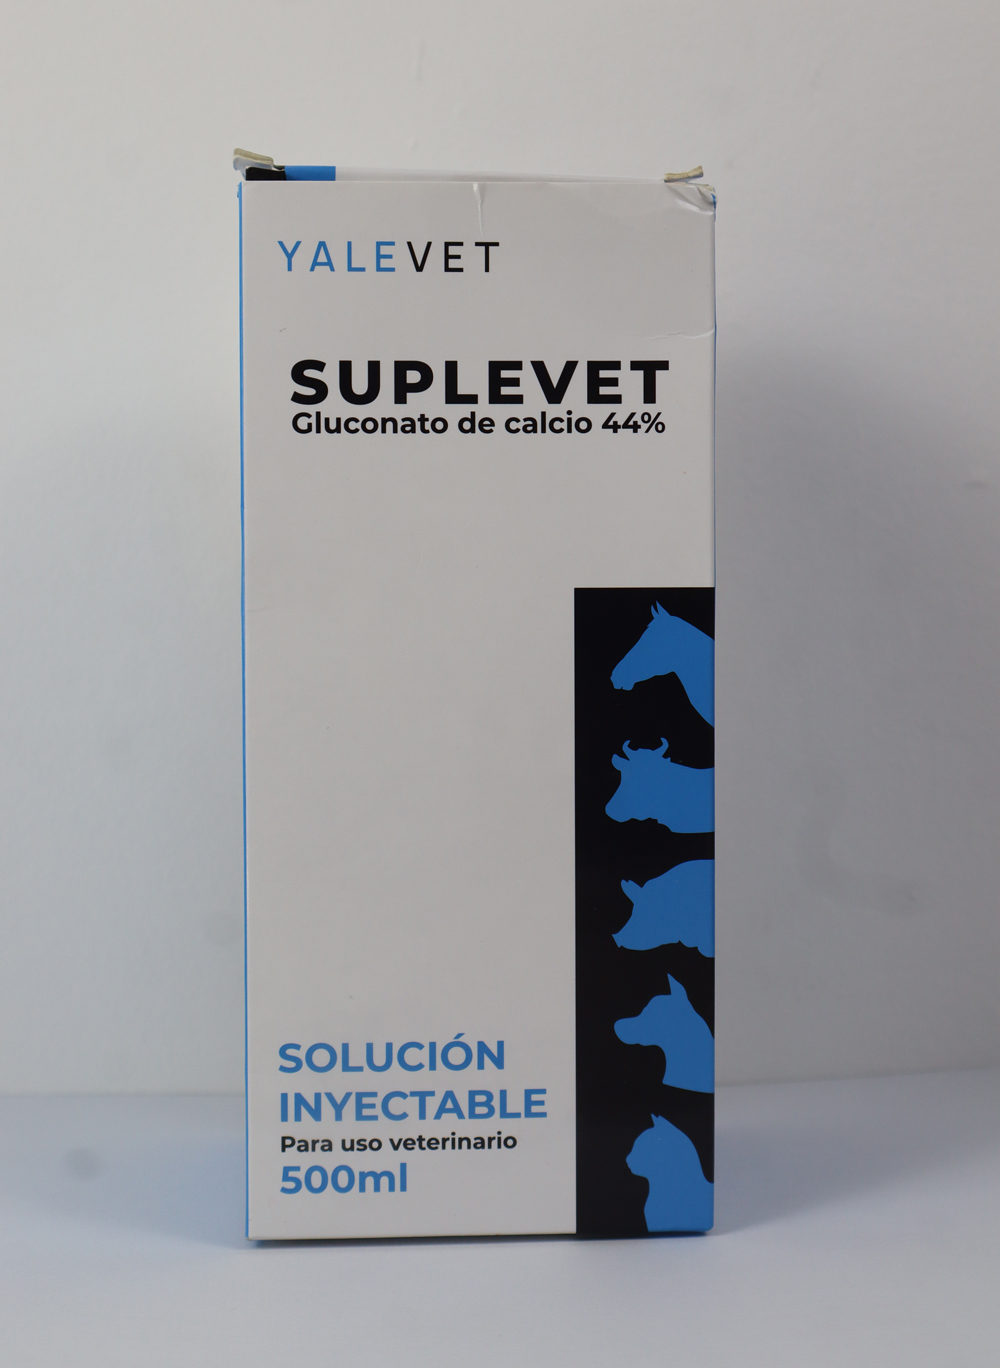 YALEVET
SUPLEVET
Gluconato de calcio 44%
SOLUCIÓN
INYECTABLE
Para uso veterinario
500ml